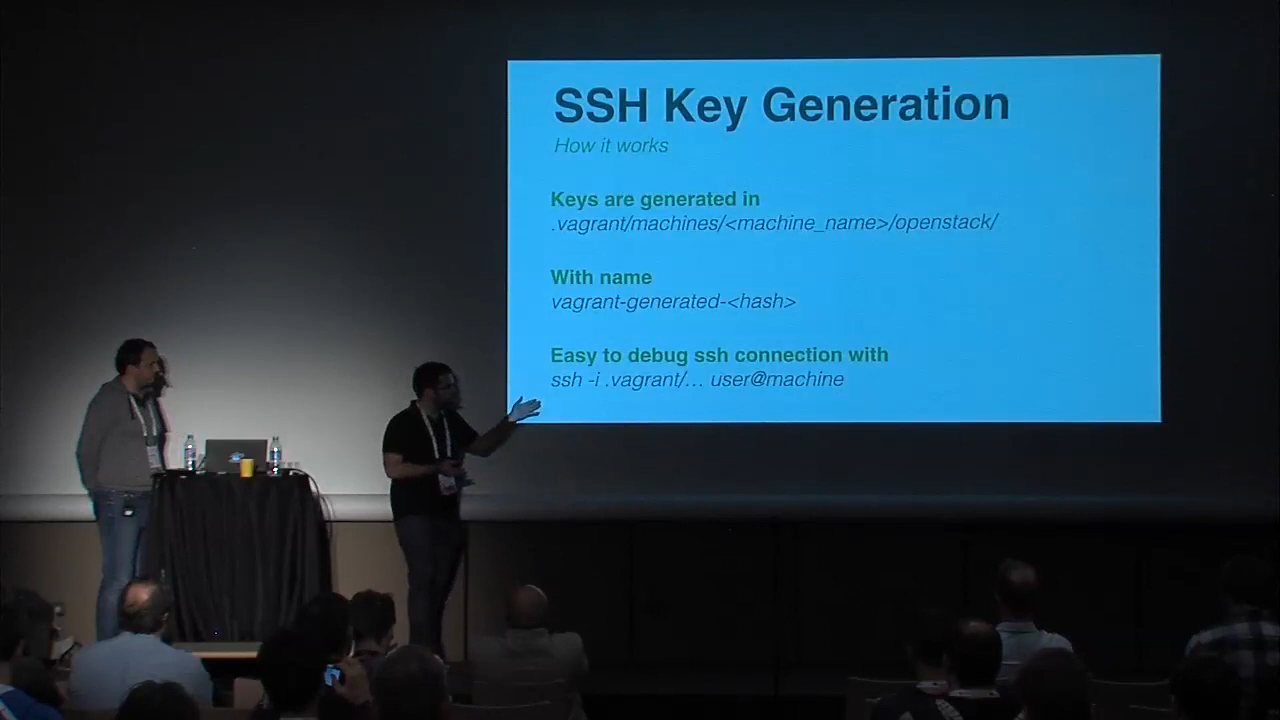 SSH Key Generation
How it works
Keys are generated in
.vagrant/machines/<machine_name>/openstack/
With name
vagrant-generated-<hash>
Easy to debug ssh connection with
ssh -i .vagrant/… user@machine